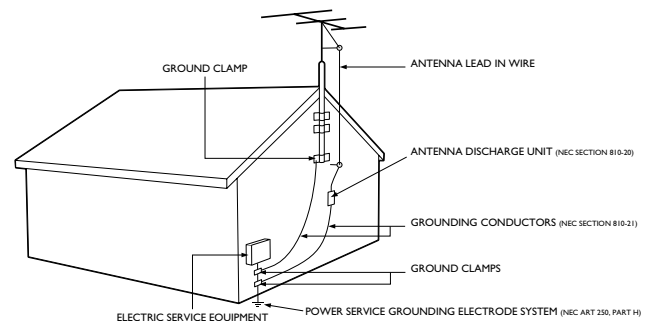 GROUND CLAMP
ANTENNA LEAD IN WIRE
ANTENNA DISCHARGE UNIT (NEC SECTION 810-20)
GROUNDING CONDUCTORS (NEC SECTION 810-21)
GROUND CLAMPS
ELECTRIC SERVICE EQUIPMENT
POWER SERVICE GROUNDING ELECTRODE SYSTEM (NEC ART 250, PART H)